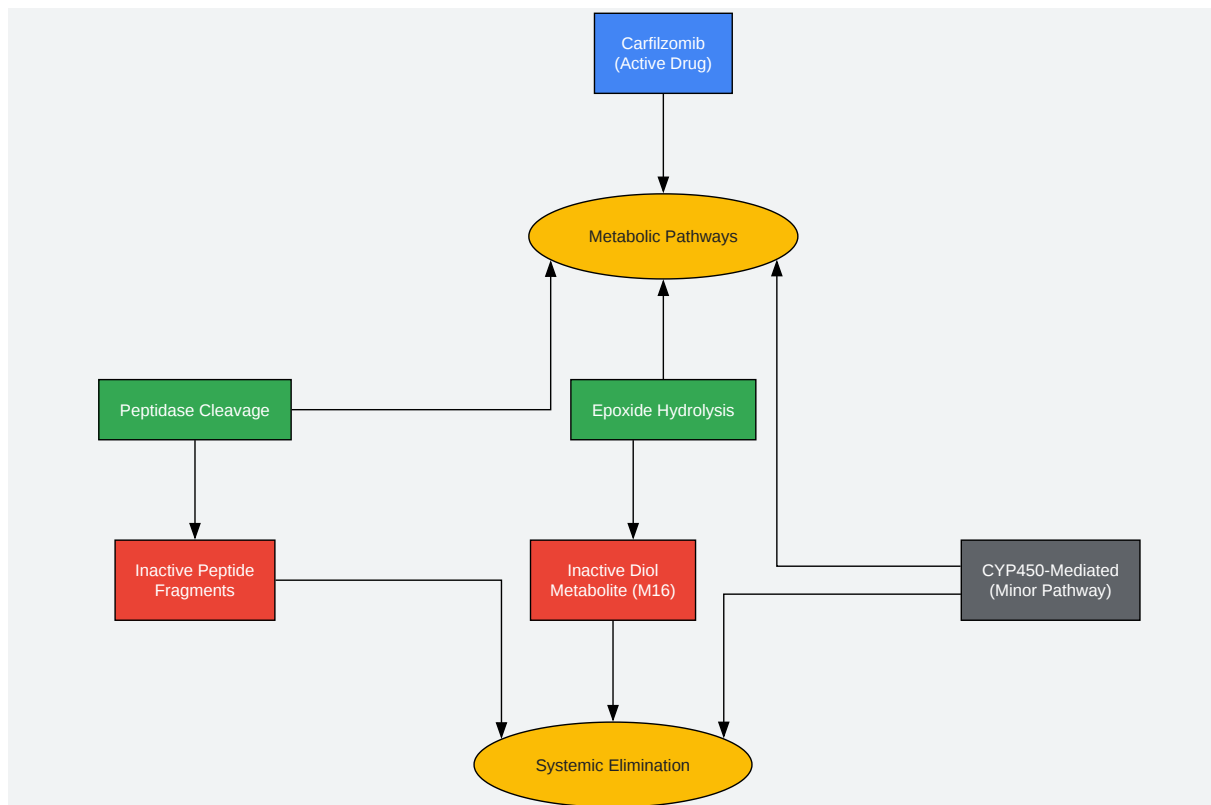 Carfilzomib
(Active Drug)
Metabolic Pathways
Peptidase Cleavage
Epoxide Hydrolysis
Inactive Peptide
Fragments
Inactive Diol
Metabolite (M16)
CYP450-Mediated
(Minor Pathway)
Systemic Elimination